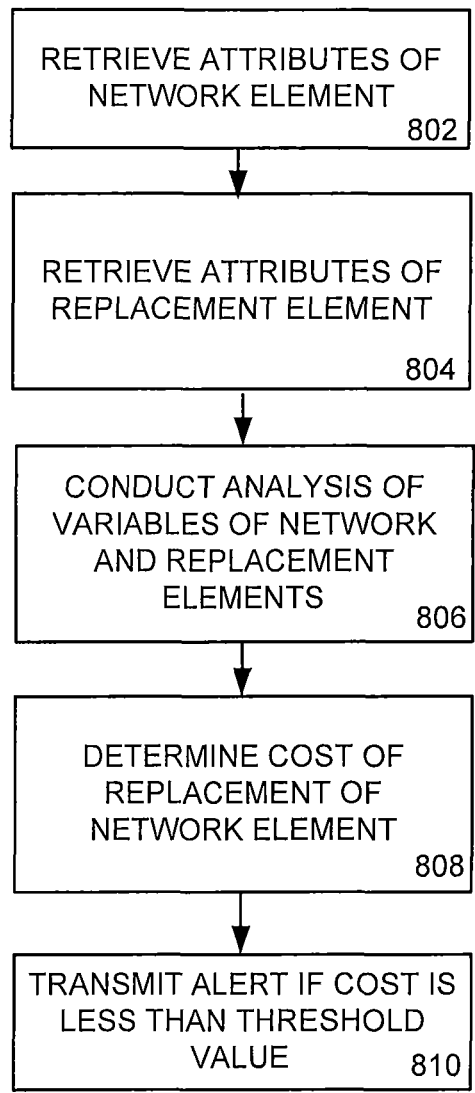 RETRIEVE ATTRIBUTES OF
NETWORK ELEMENT
802
RETRIEVE ATTRIBUTES OF
REPLACEMENT ELEMENT
804
CONDUCT ANALYSIS OF
VARIABLES OF NETWORK
AND REPLACEMENT
ELEMENTS
806
DETERMINE COST OF
REPLACEMENT OF
NETWORK ELEMENT
808
TRANSMIT ALERT IF COST IS
LESS THAN THRESHOLD
VALUE
810